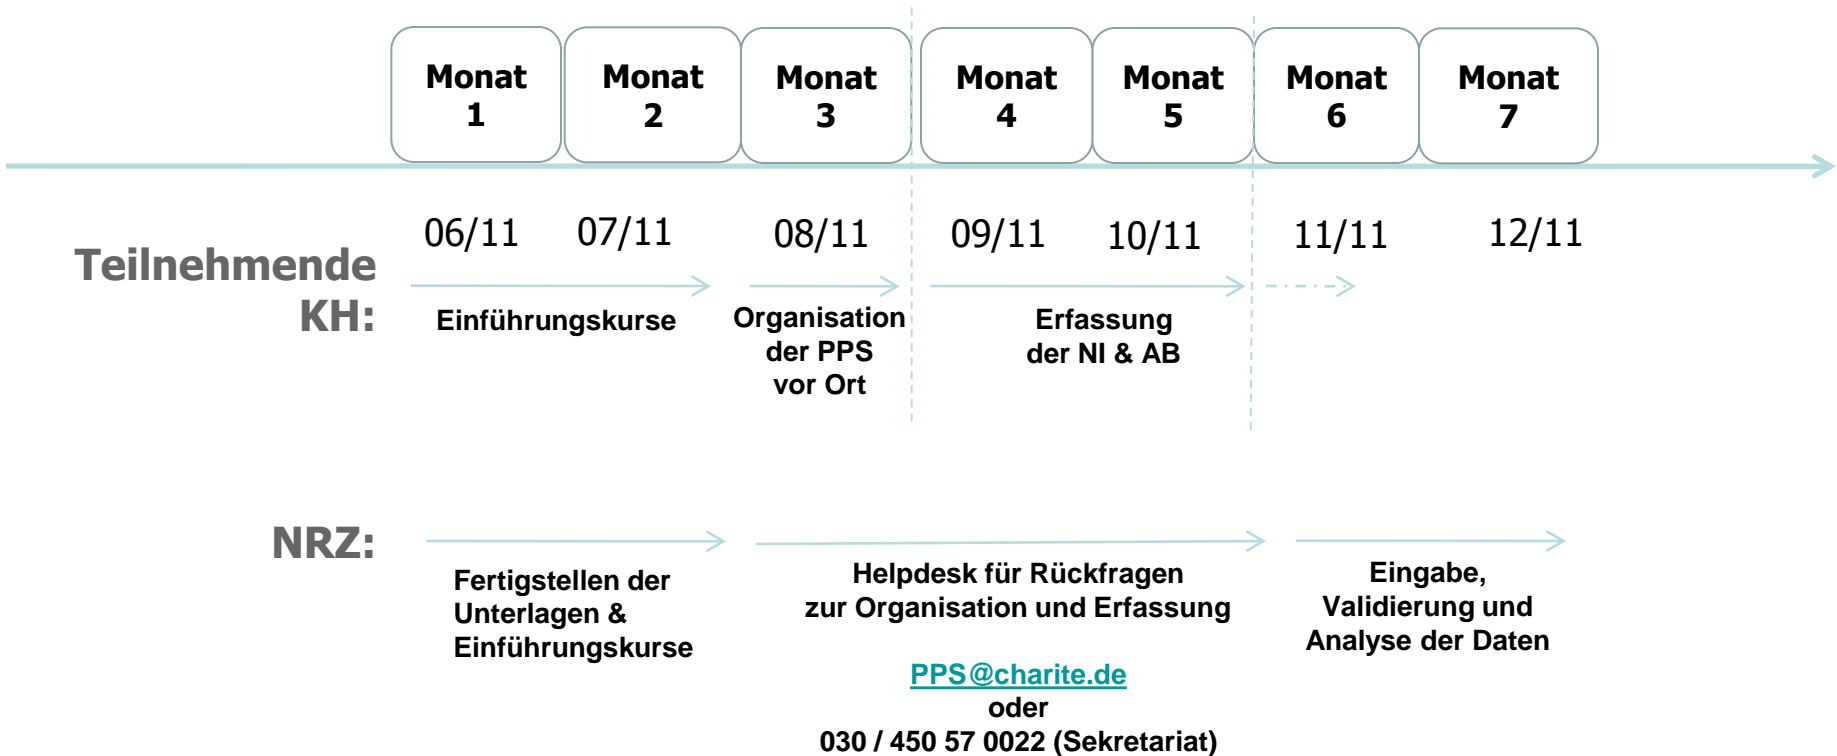 Monat 1
Monat 2
Monat 3
Monat 4
Monat 5
Monat 6
Monat 7
06/11 07/11 08/11 09/11 10/11 11/11 12/11
Teilnehmende
KH:
Einführungskurse
Organisation
der PPS
vor Ort
Erfassung
der NI & AB
NRZ:
Fertigstellen der
Unterlagen &
Einführungskurse
Helpdesk für Rückfragen
zur Organisation und Erfassung
PPS@charite.de
oder
030 / 450 57 0022 (Sekretariat)
Eingabe,
Validierung und
Analyse der Daten